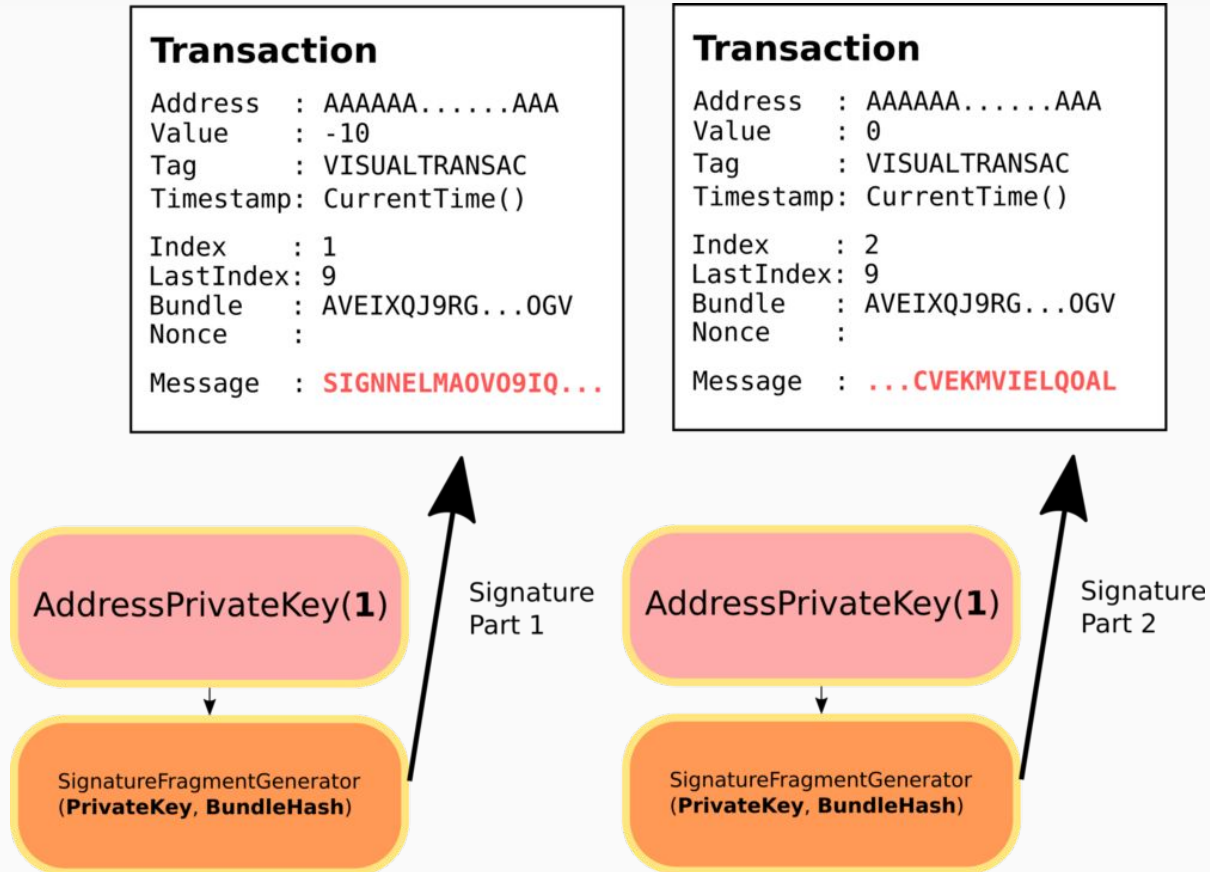 Transaction
Address  : AAAAAA......AAA
Value    : -10
Tag      : VISUALTRANSAC
Timestamp: CurrentTime()
Index    : 1
LastIndex: 9
Bundle   : AVEIXQJ9RG...OGV
Nonce    :
Message  : SIGNNELMAOVO9IQ...
Transaction
Address  : AAAAAA......AAA
Value    : 0
Tag      : VISUALTRANSAC
Timestamp: CurrentTime()
Index    : 2
LastIndex: 9
Bundle   : AVEIXQJ9RG...OGV
Nonce    :
Message  : ...CVEKMVIELQOAL
AddressPrivateKey(1)
Signature
Part 1
SignatureFragmentGenerator
(PrivateKey, BundleHash)
AddressPrivateKey(1)
Signature
Part 2
SignatureFragmentGenerator
(PrivateKey, BundleHash)